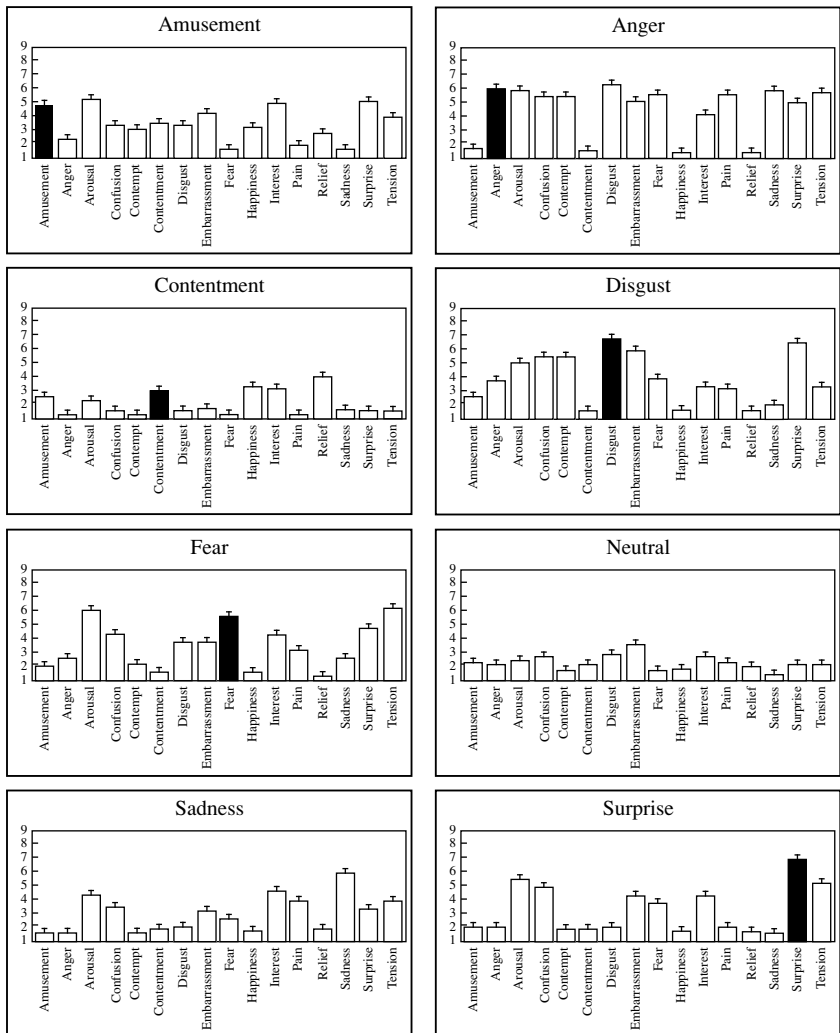 Amusement
9
8
7
6
5
4
3
2
1
Amusement
Anger
Arousal
Confusion
Contempt
Contentment
Disgust
Embarrassment
Fear
Happiness
Interest
Pain
Relief
Sadness
Surprise
Tension
Anger
9
8
7
6
5
4
3
2
1
Amusement
Anger
Arousal
Confusion
Contempt
Contentment
Disgust
Embarrassment
Fear
Happiness
Interest
Pain
Relief
Sadness
Surprise
Tension
Contentment
9
8
7
6
5
4
3
2
1
Amusement
Anger
Arousal
Confusion
Contempt
Contentment
Disgust
Embarrassment
Fear
Happiness
Interest
Pain
Relief
Sadness
Surprise
Tension
Disgust
9
8
7
6
5
4
3
2
1
Amusement
Anger
Arousal
Confusion
Contempt
Contentment
Disgust
Embarrassment
Fear
Happiness
Interest
Pain
Relief
Sadness
Surprise
Tension
Fear
9
8
7
6
5
4
3
2
1
Amusement
Anger
Arousal
Confusion
Contempt
Contentment
Disgust
Embarrassment
Fear
Happiness
Interest
Pain
Relief
Sadness
Surprise
Tension
Neutral
9
8
7
6
5
4
3
2
1
Amusement
Anger
Arousal
Confusion
Contempt
Contentment
Disgust
Embarrassment
Fear
Happiness
Interest
Pain
Relief
Sadness
Surprise
Tension
Sadness
9
8
7
6
5
4
3
2
1
Amusement
Anger
Arousal
Confusion
Contempt
Contentment
Disgust
Embarrassment
Fear
Happiness
Interest
Pain
Relief
Sadness
Surprise
Tension
Surprise
9
8
7
6
5
4
3
2
1
Amusement
Anger
Arousal
Confusion
Contempt
Contentment
Disgust
Embarrassment
Fear
Happiness
Interest
Pain
Relief
Sadness
Surprise
Tension